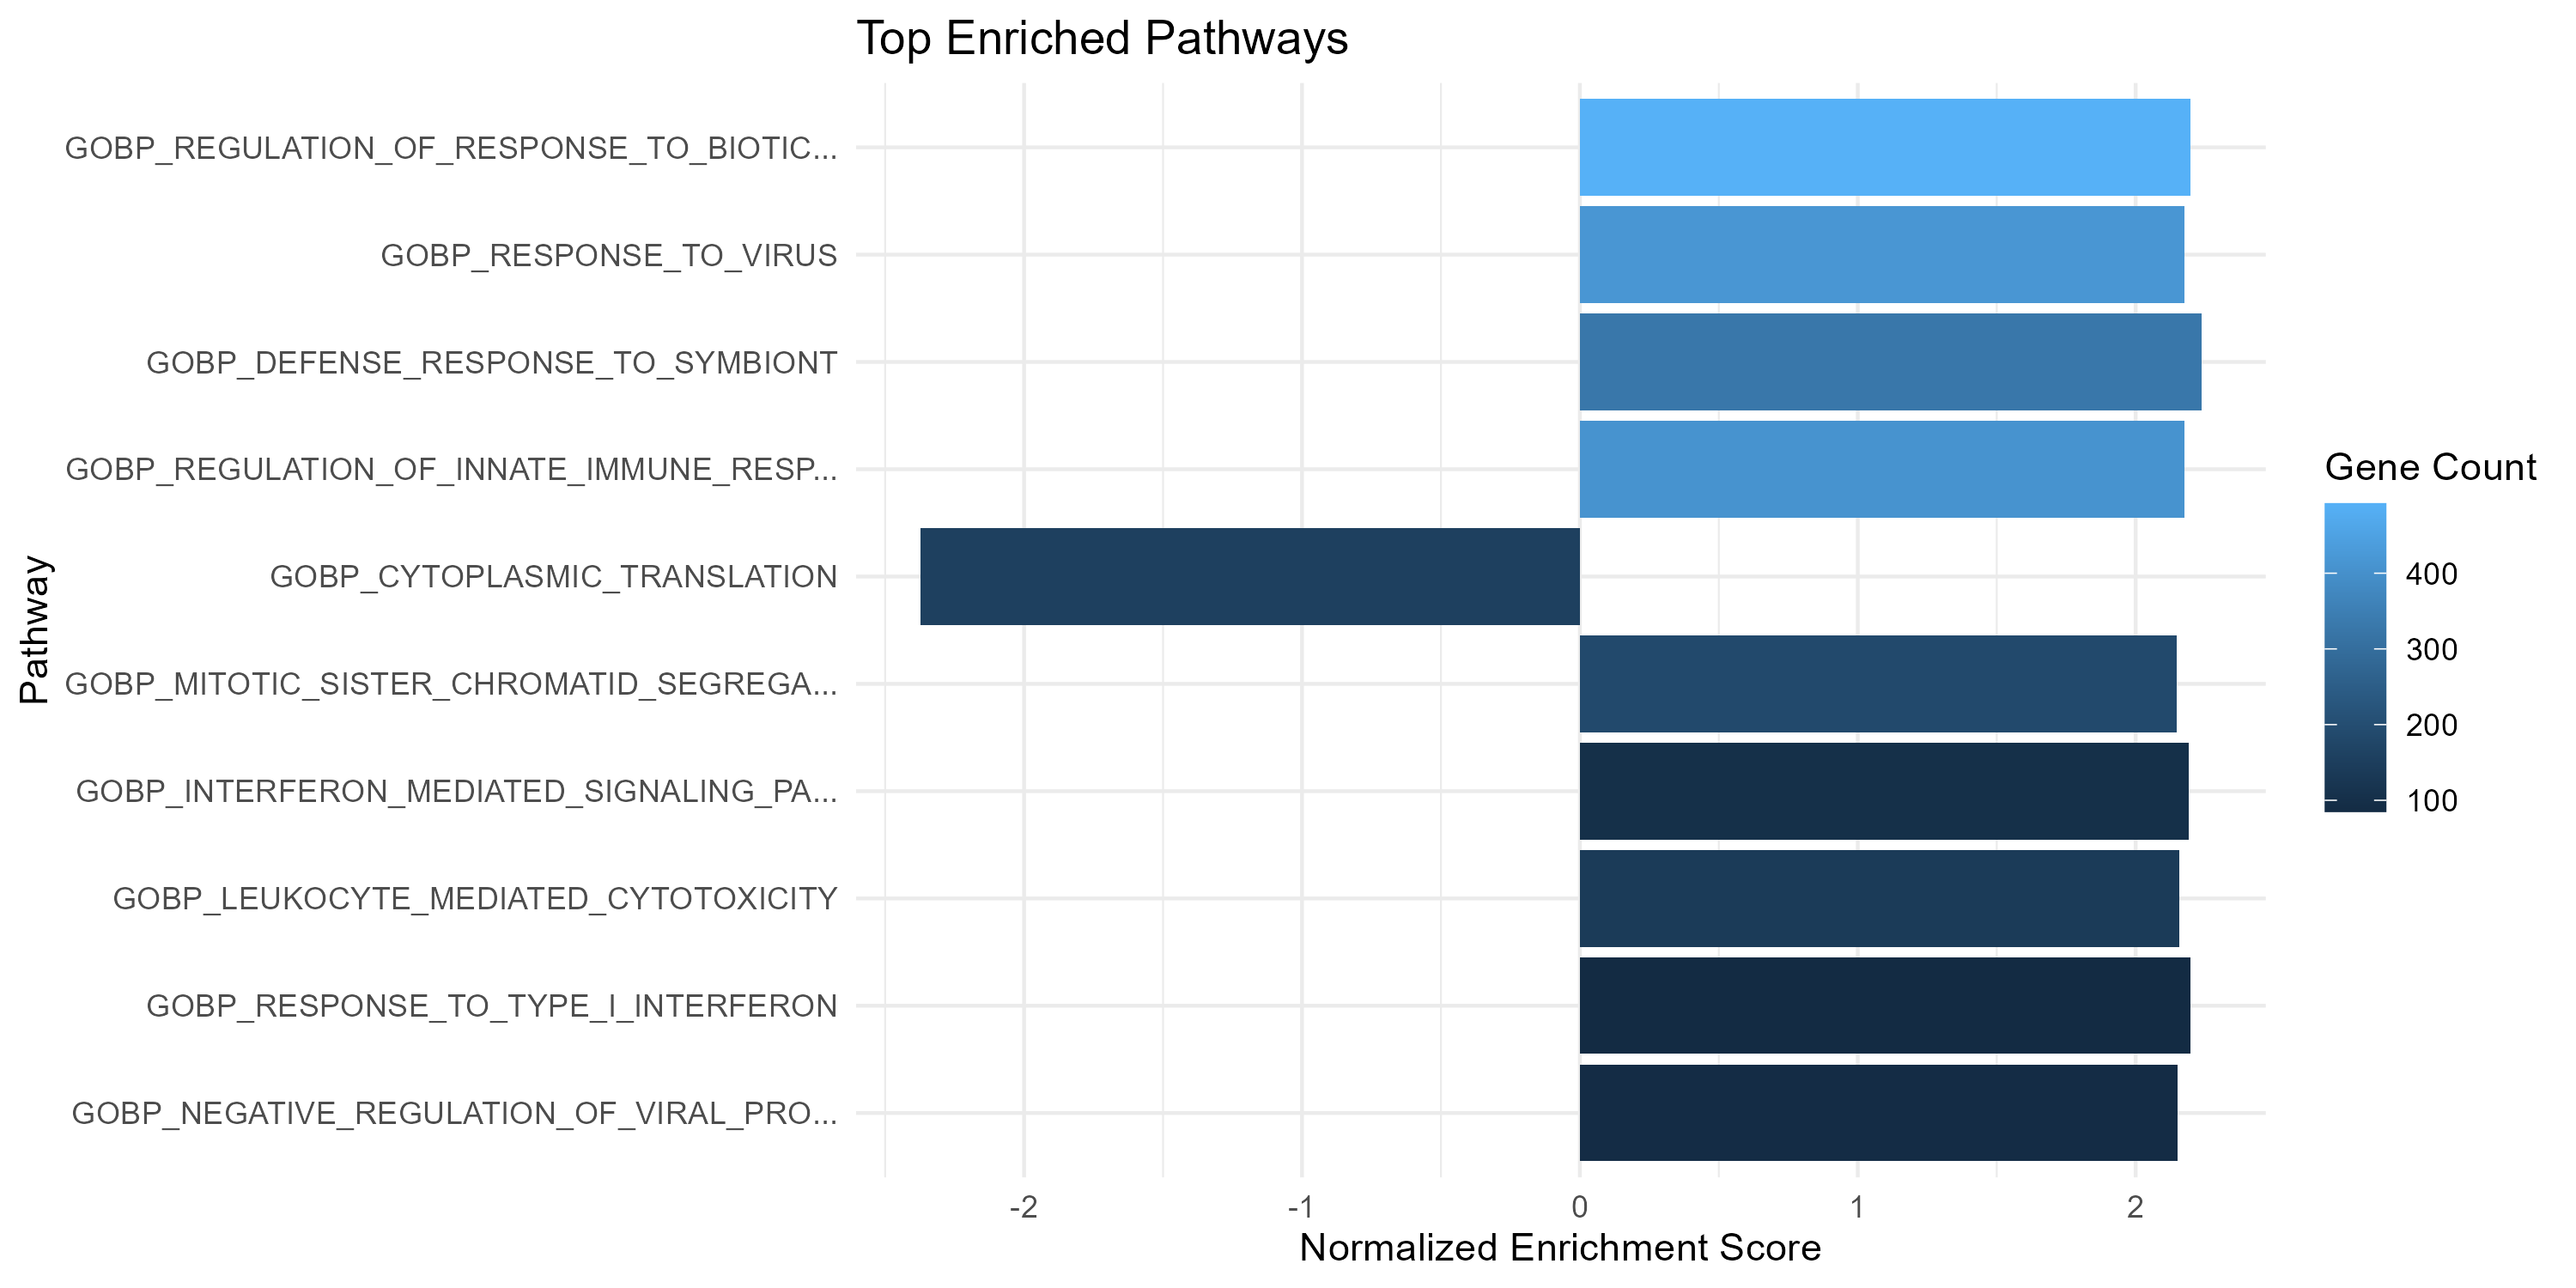 Top Enriched Pathways
GOBP_REGULATION_OF_RESPONSE_TO_BIOTIC...
GOBP_RESPONSE_TO_VIRUS
GOBP_DEFENSE_RESPONSE_TO_SYMBIONT
GOBP_REGULATION_OF_INNATE_IMMUNE_RESP...
GOBP_CYTOPLASMIC_TRANSLATION
GOBP_MITOTIC_SISTER_CHROMATID_SEGREGA...
GOBP_INTERFERON_MEDIATED_SIGNALING_PA...
GOBP_LEUKOCYTE_MEDIATED_CYTOTOXICITY
GOBP_RESPONSE_TO_TYPE_I_INTERFERON
GOBP_NEGATIVE_REGULATION_OF_VIRAL_PRO...
Pathway
-2 -1 0 1 2
Normalized Enrichment Score
Gene Count
400
300
200
100